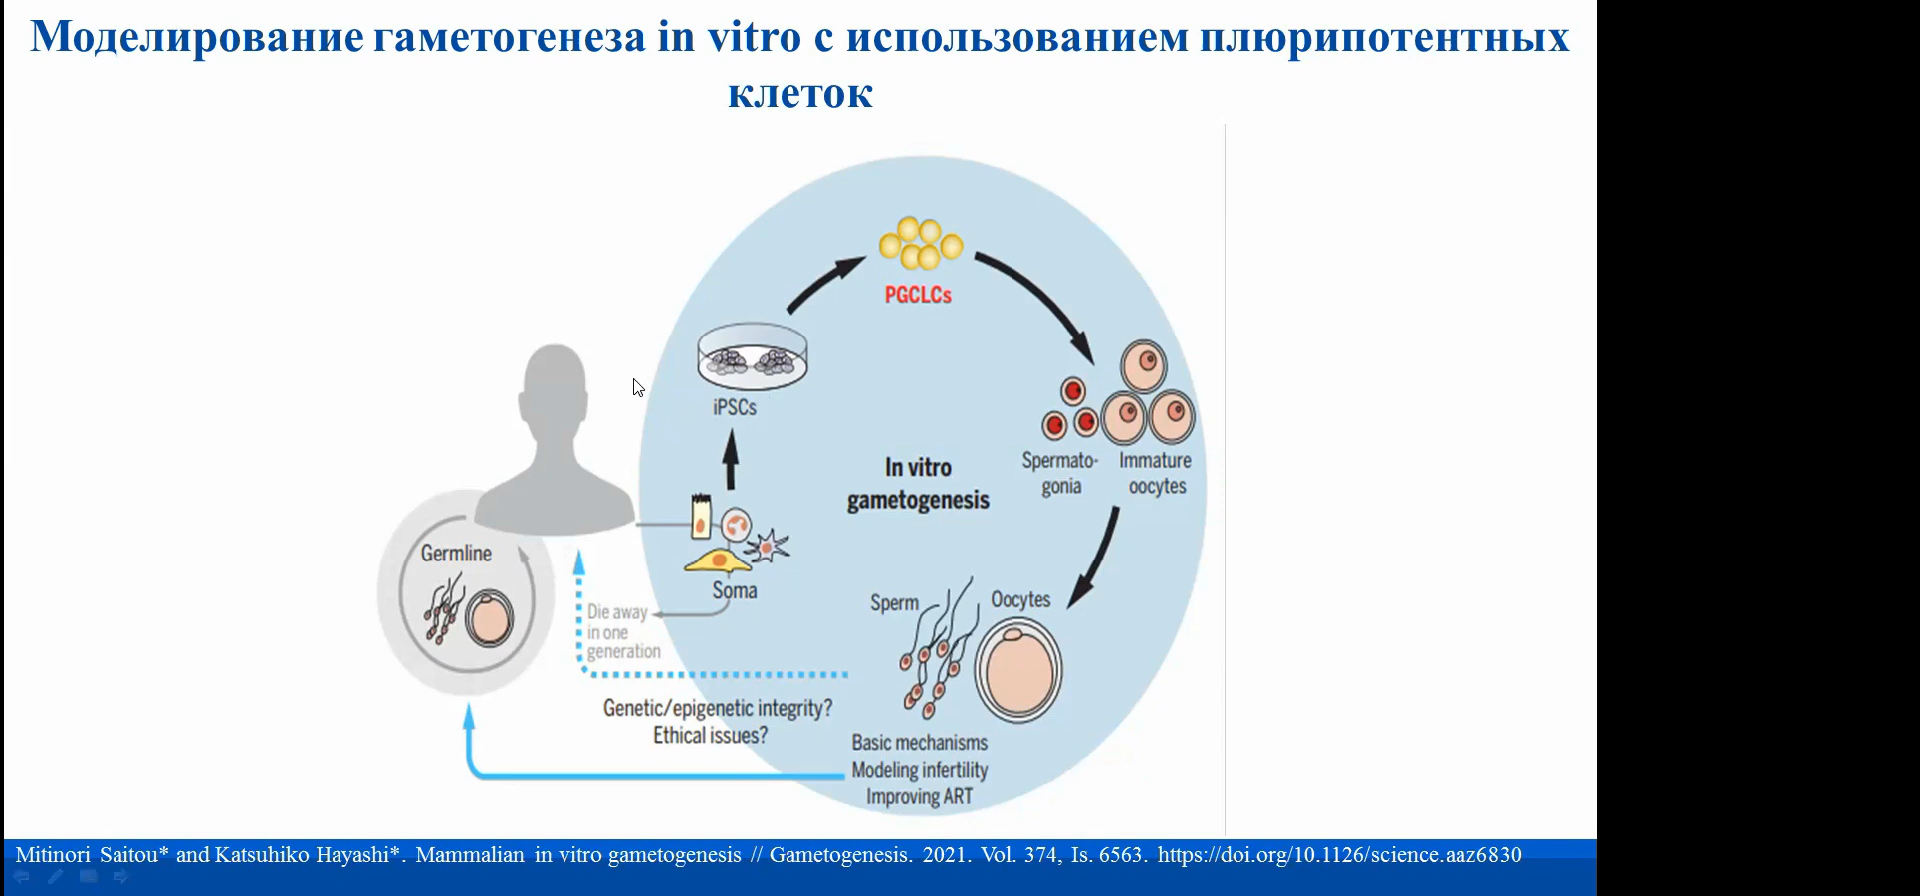 Моделирование гаметогенеза in vitro с использованием плюрипотентных
клеток
PGCLCs
iPSCs
In vitro
gametogenesis
Spermato-
gonia
Immature
oocytes
Germline
Soma
Die away
in one
generation
Sperm
Oocytes
Genetic/epigenetic integrity?
Ethical issues?
Basic mechanisms
Modeling infertility
Improving ART
Mitinori Saitou* and Katsuhiko Hayashi*. Mammalian in vitro gametogenesis // Gametogenesis. 2021. Vol. 374, Is. 6563. https://doi.org/10.1126/science.aaz6830